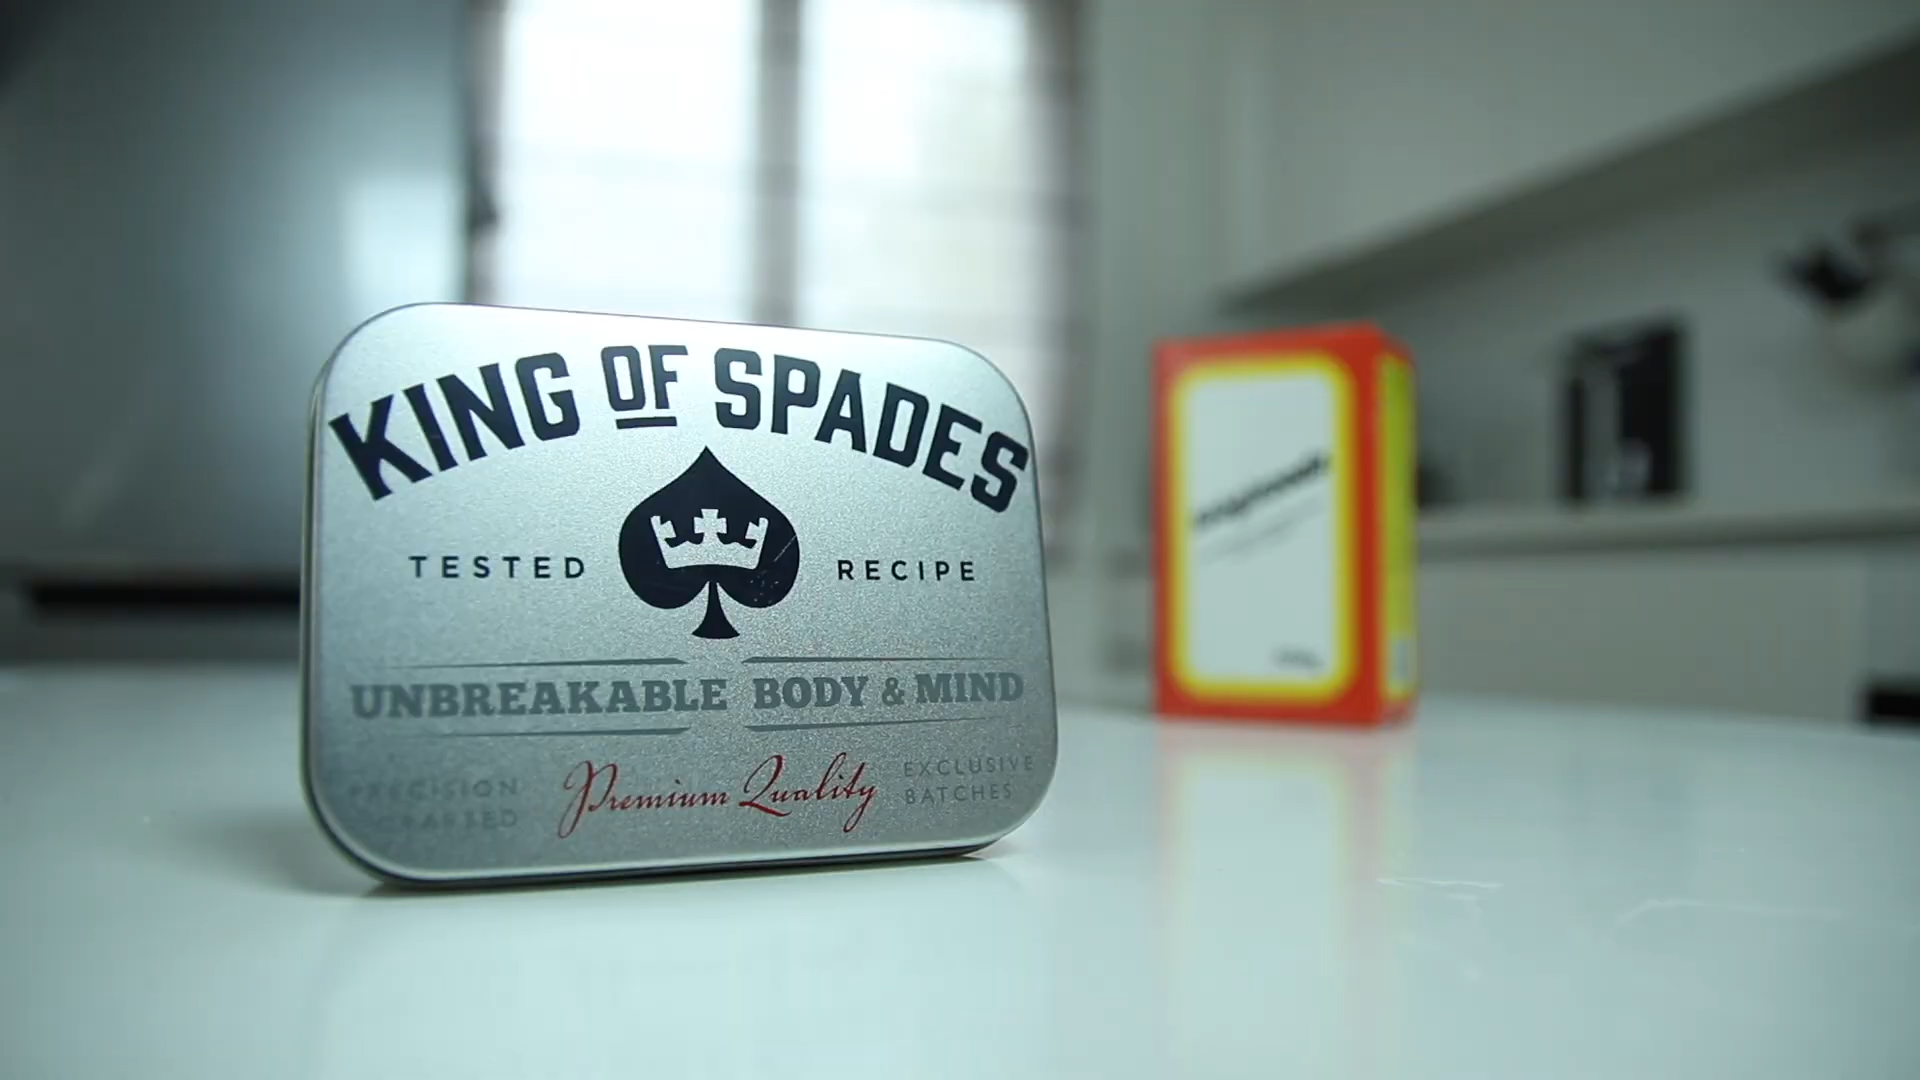 KING OF SPADES
TESTED RECIPE
UNBREAKABLE BODY & MIND
PRECISION
CRAFTED
Premium Quality
EXCLUSIVE
BATCHES